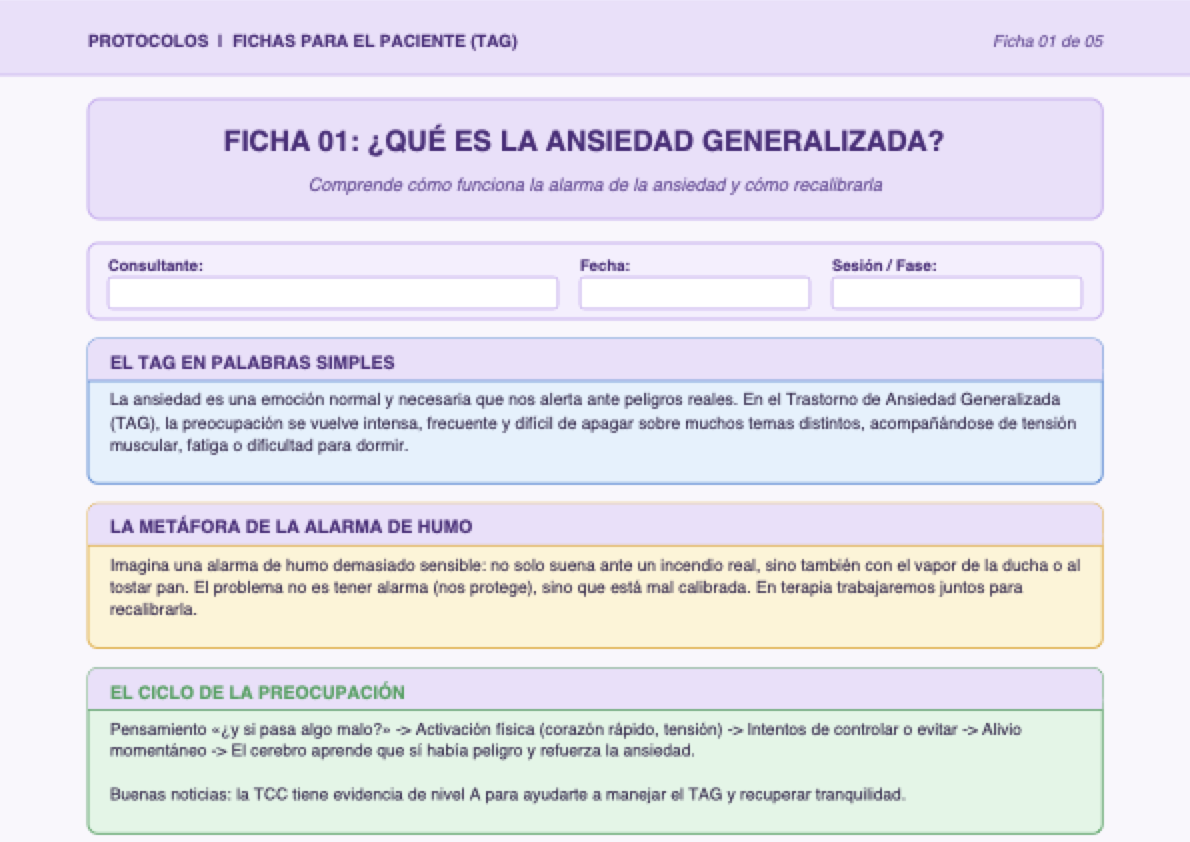 PROTOCOLOS | FICHAS PARA EL PACIENTE (TAG)
Ficha 01 de 05
FICHA 01: ¿QUÉ ES LA ANSIEDAD GENERALIZADA?
Comprende cómo funciona la alarma de la ansiedad y cómo recalibrarla
Consultante:
Fecha:
Sesión / Fase:
EL TAG EN PALABRAS SIMPLES
La ansiedad es una emoción normal y necesaria que nos alerta ante peligros reales. En el Trastorno de Ansiedad Generalizada
(TAG), la preocupación se vuelve intensa, frecuente y difícil de apagar sobre muchos temas distintos, acompañándose de tensión
muscular, fatiga o dificultad para dormir.
LA METÁFORA DE LA ALARMA DE HUMO
Imagina una alarma de humo demasiado sensible: no solo suena ante un incendio real, sino también con el vapor de la ducha o al
tostar pan. El problema no es tener alarma (nos protege), sino que está mal calibrada. En terapia trabajaremos juntos para
recalibrarla.
EL CICLO DE LA PREOCUPACIÓN
Pensamiento «¿y si pasa algo malo?» -> Activación física (corazón rápido, tensión) -> Intentos de controlar o evitar -> Alivio
momentáneo -> El cerebro aprende que sí había peligro y refuerza la ansiedad.
Buenas noticias: la TCC tiene evidencia de nivel A para ayudarte a manejar el TAG y recuperar tranquilidad.